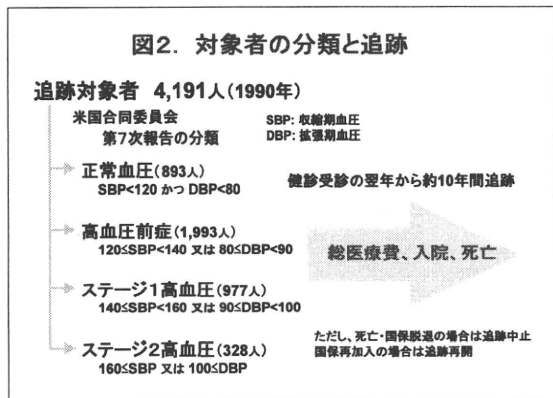 図2. 対象者の分類と追跡
追跡対象者 4,191人(1990年)
米国合同委員会
第7次報告の分類
SBP: 収縮期血圧
DBP: 拡張期血圧
正常血圧(893人)
SBP<120 かつ DBP<80
健診受診の翌年から約10年間追跡
高血圧前症(1,993人)
120≤SBP<140 又は 80≤DBP<90
総医療費、入院、死亡
ステージ1高血圧(977人)
140≤SBP<160 又は 90≤DBP<100
ステージ2高血圧(328人)
160≤SBP 又は 100≤DBP
ただし、死亡・国保脱退の場合は追跡中止
国保再加入の場合は追跡再開